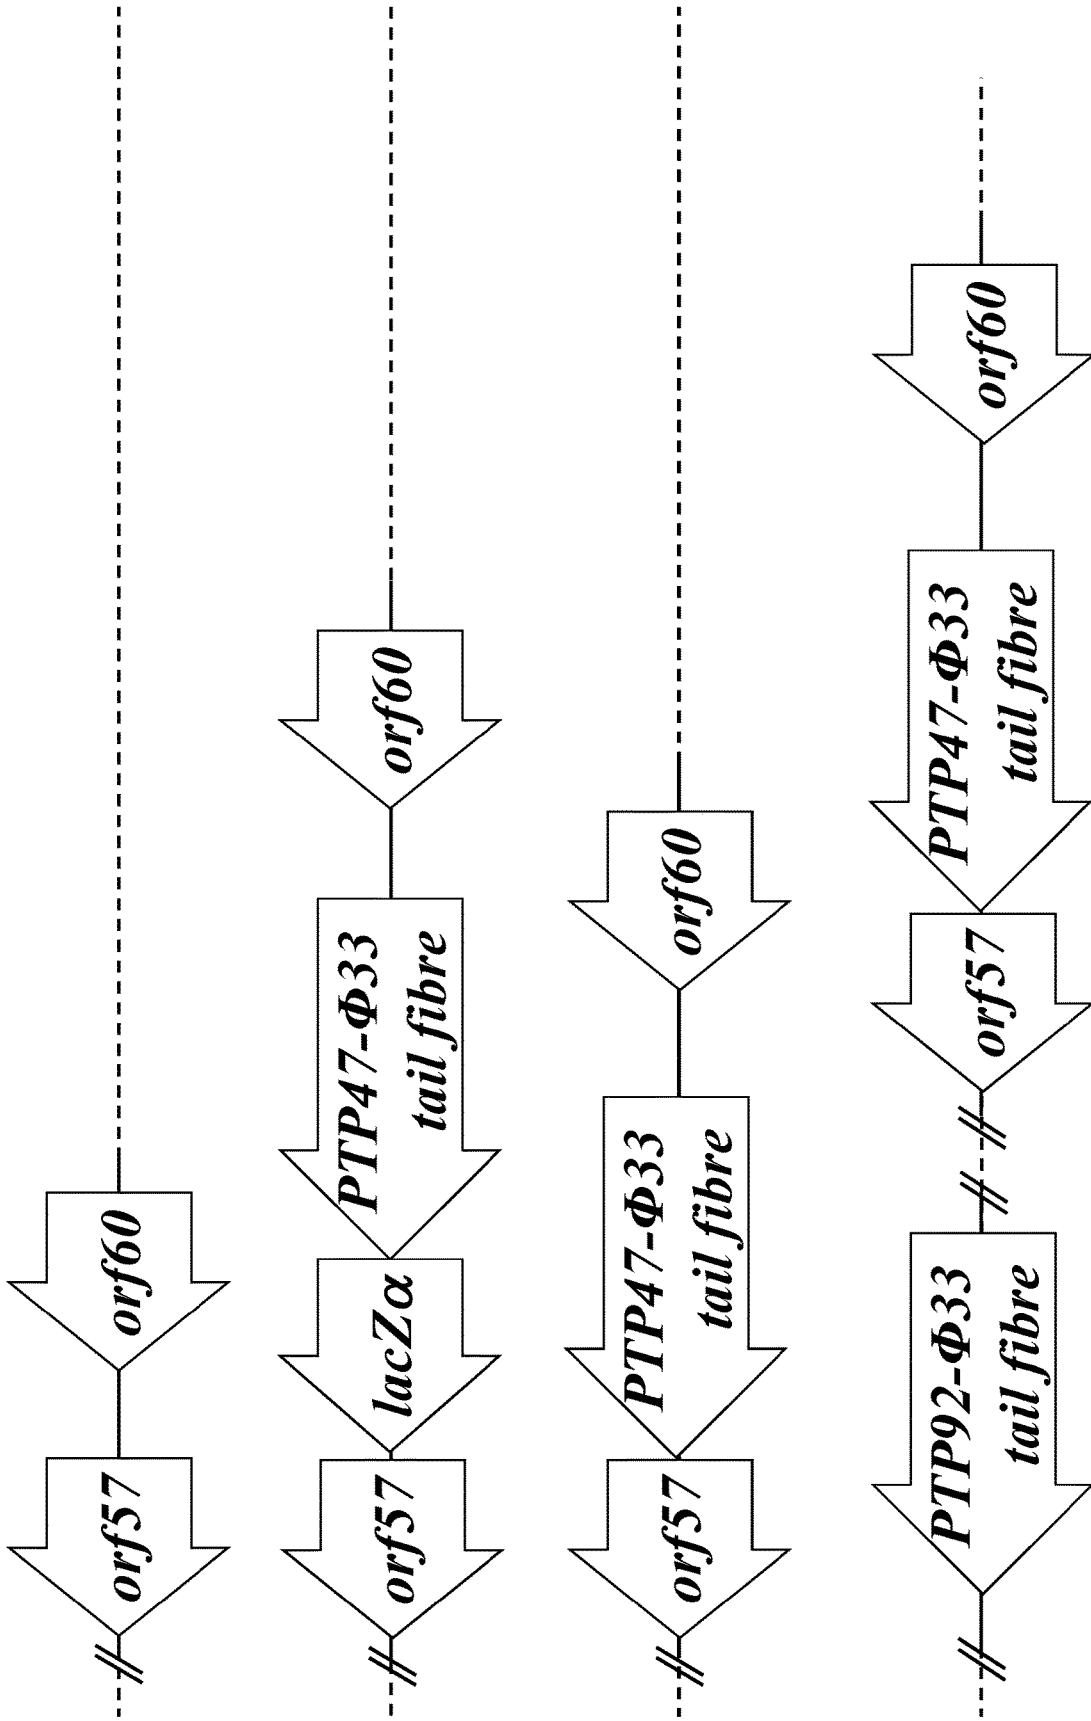 orf57
orf60
orf57
lacZα
PTP47-Φ33
tail fibre
orf60
orf57
PTP47-Φ33
tail fibre
orf60
PTP92-Φ33
tail fibre
orf57
PTP47-Φ33
tail fibre
orf60